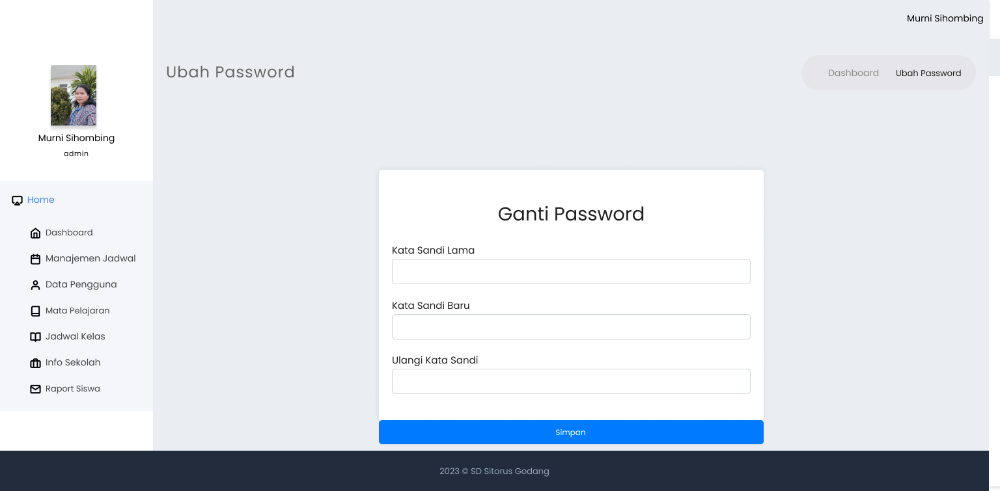 Murni Sihombing
Ubah Password
Dashboard Ubah Password
Murni Sihombing
admin
Home
Dashboard
Manajemen Jadwal
Data Pengguna
Mata Pelajaran
Jadwal Kelas
Info Sekolah
Raport Siswa
Ganti Password
Kata Sandi Lama
Kata Sandi Baru
Ulangi Kata Sandi
Simpan
2023 © SD Sitorus Godang